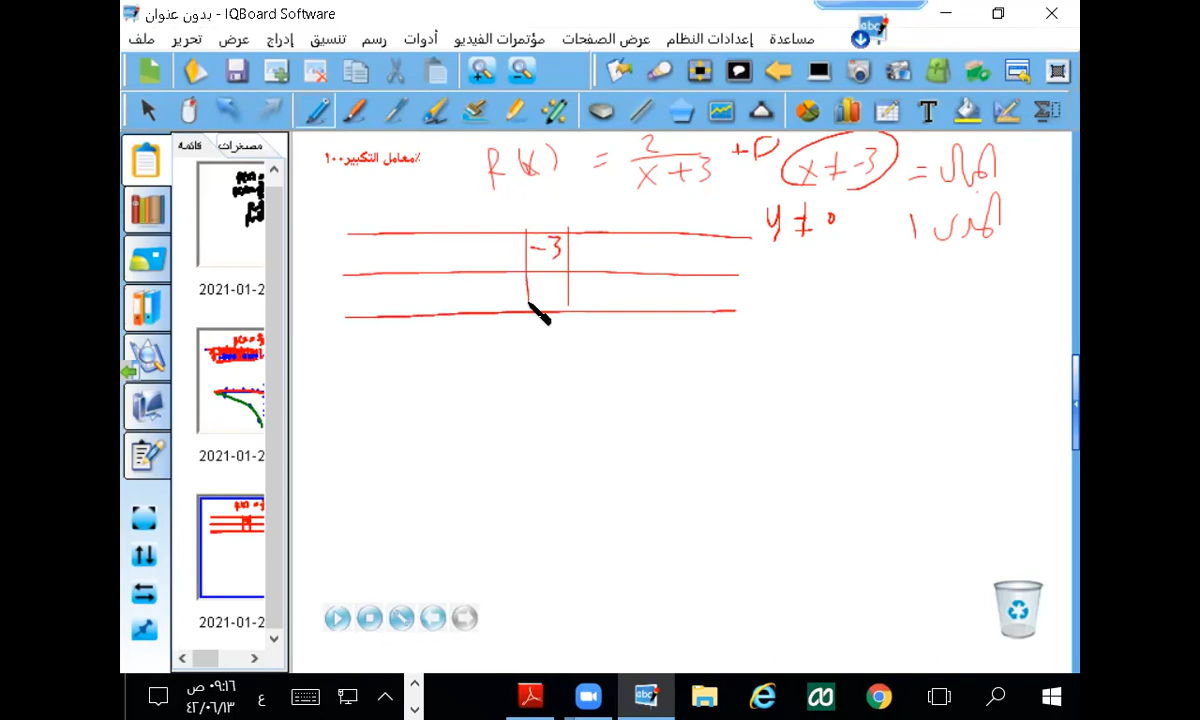 بدون عنوان - IQBoard Software
ملف تحرير عرض إدراج تنسيق رسم أدوات مؤتمرات الفيديو عرض الصفحات إعدادات النظام مساعدة
قائمة مصغرات
معامل التكبير١٠٠٪
= 2 / x+3
x ≠ -3 = المجال
y ≠ 0 المدى
-3
2021-01-2
2021-01-2
2021-01-2
٠٩:١٦ ص
ع
٤٢/٠٦/١٣